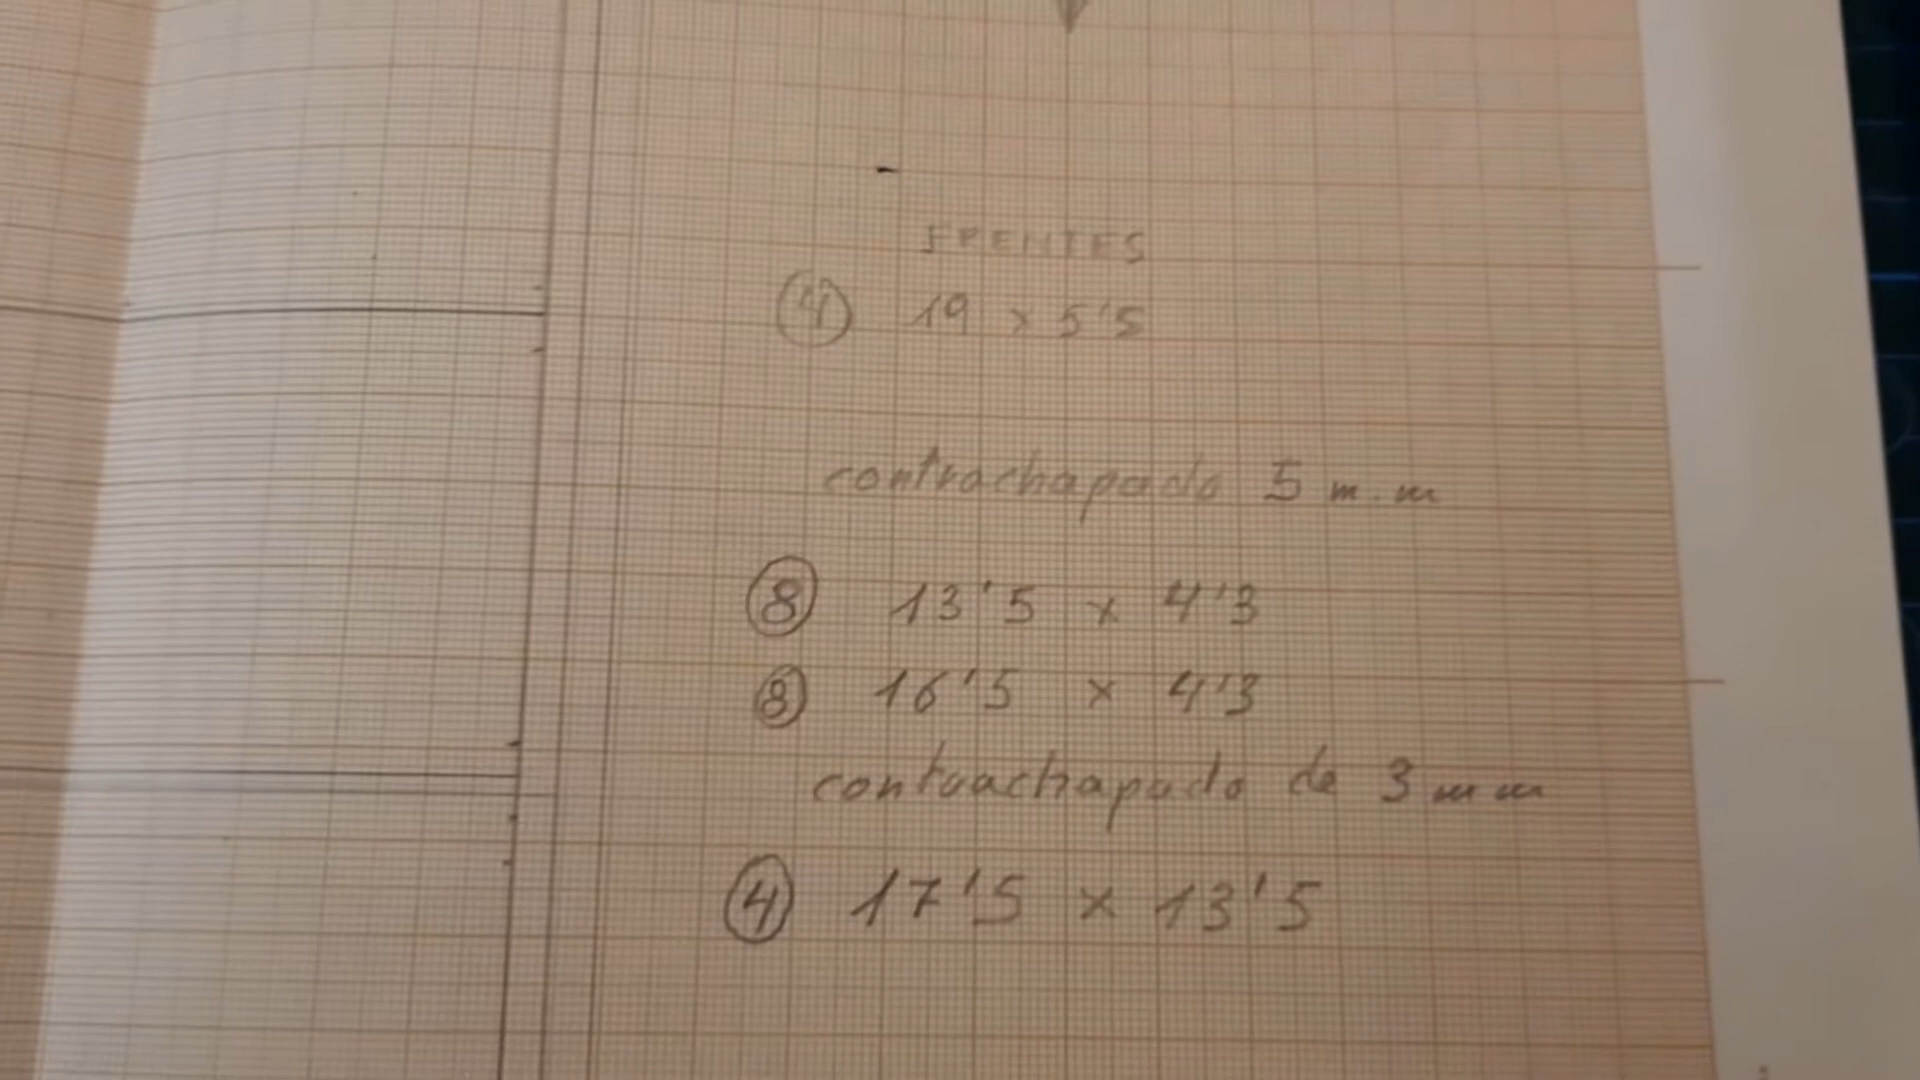 FRENTES
4 19 x 5'5
contrachapado 5 m.m
8 13'5 x 4'3
8 16'5 x 4'3
contrachapado de 3 mm
4 17'5 x 13'5